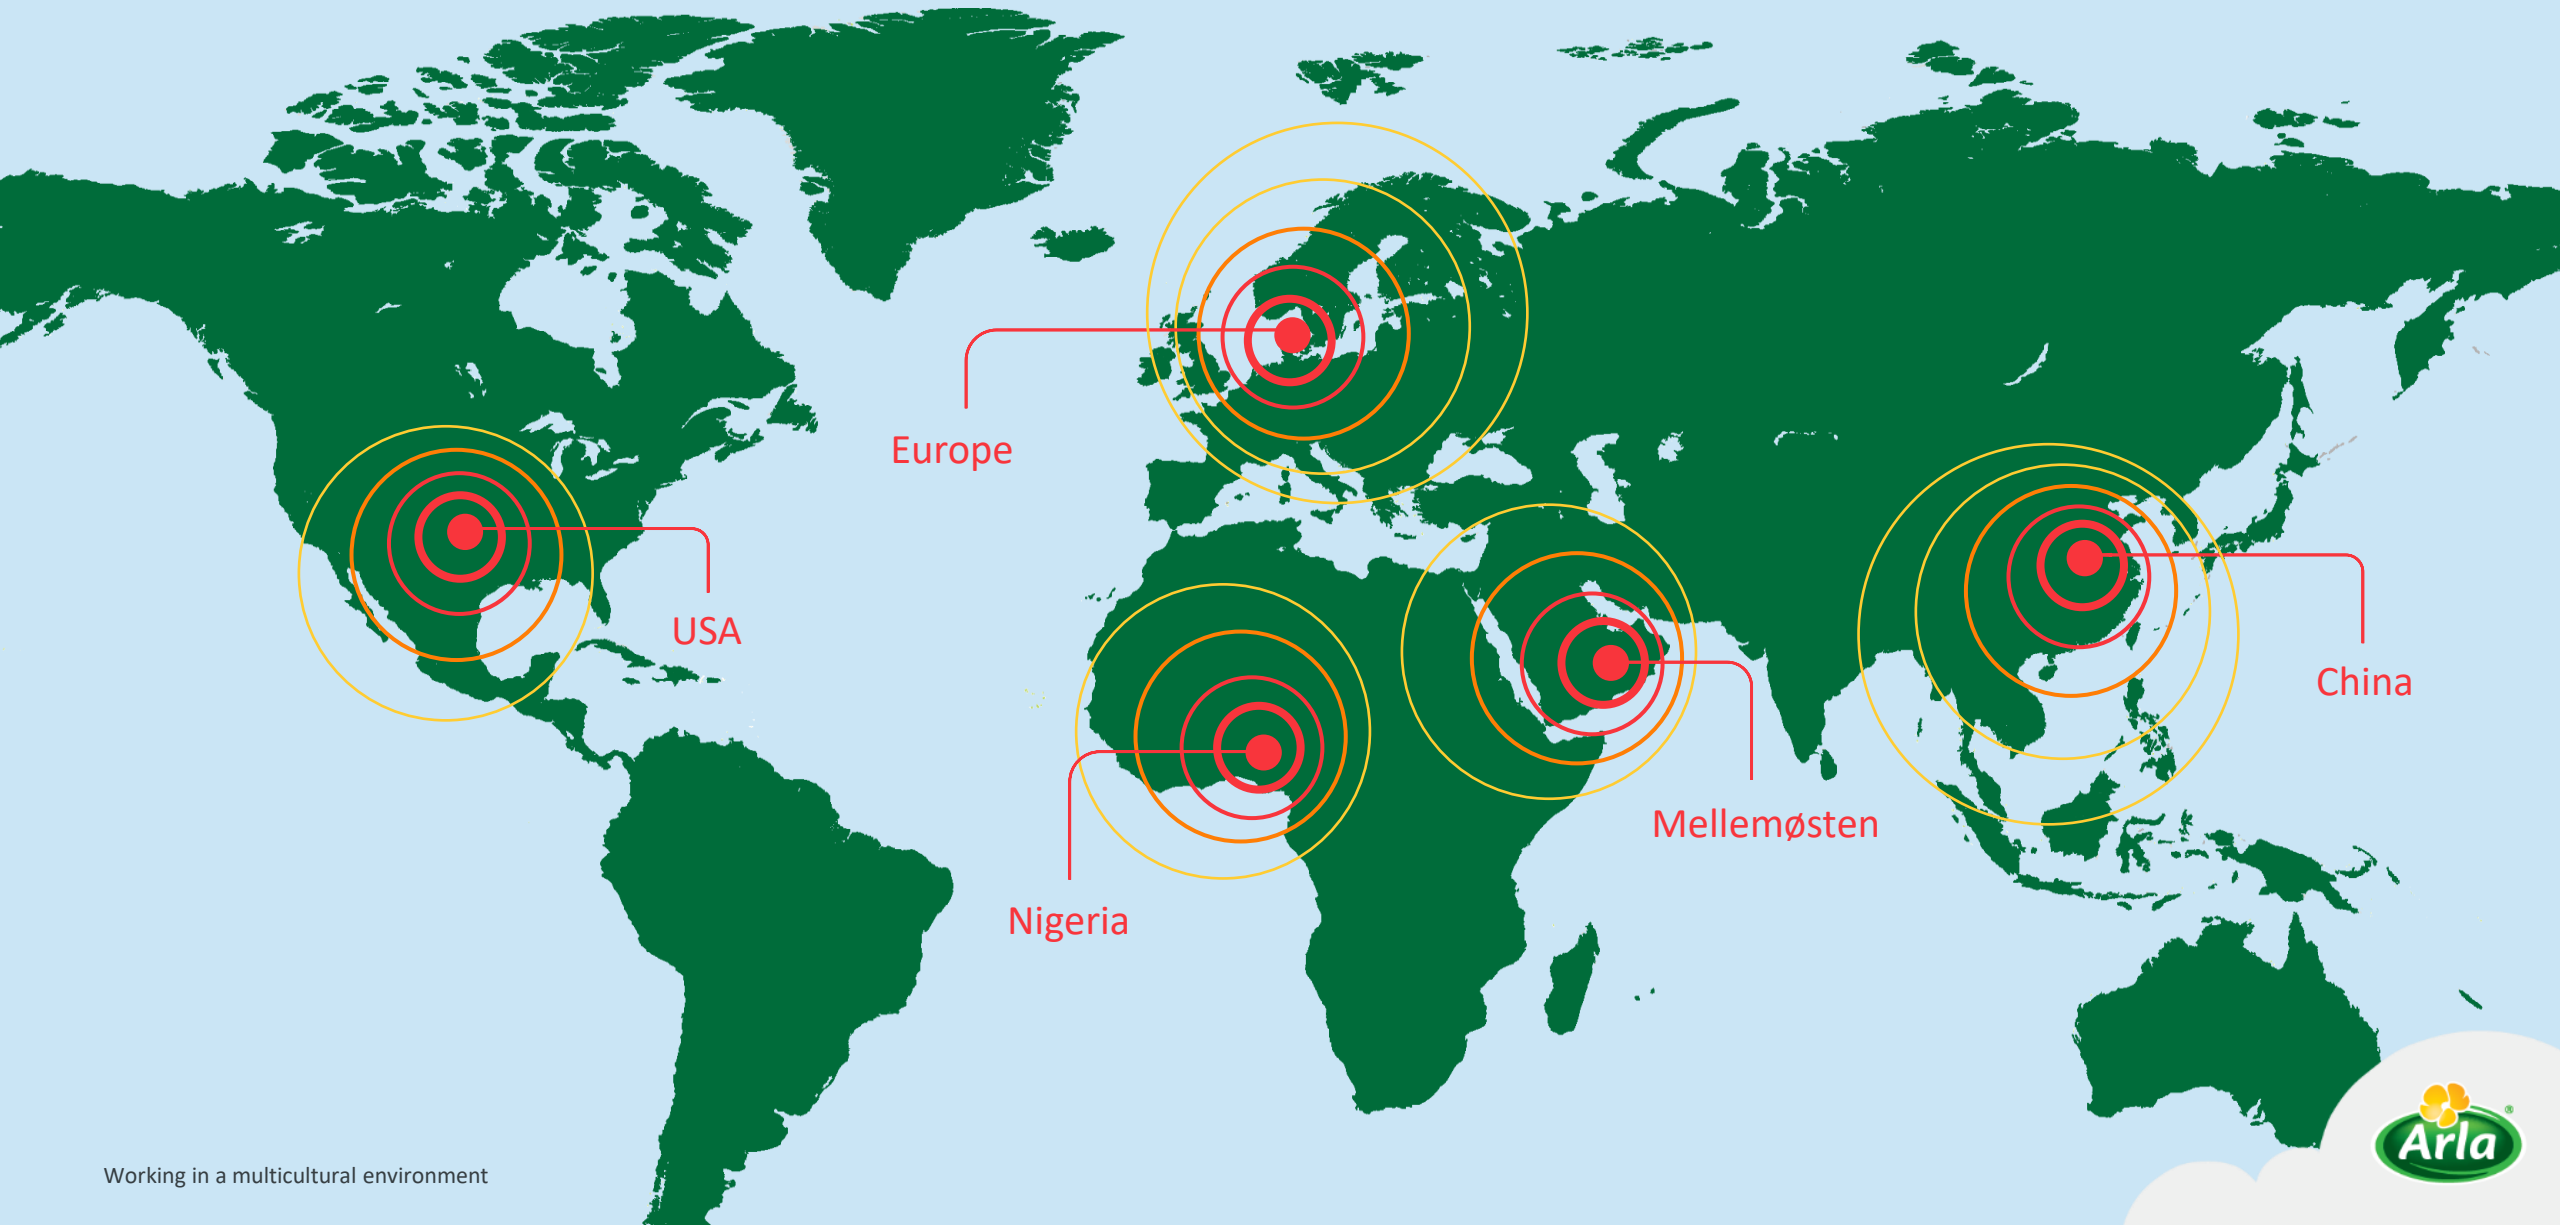 Europe
USA
China
Mellemøsten
Nigeria
Working in a multicultural environment
Arla
®